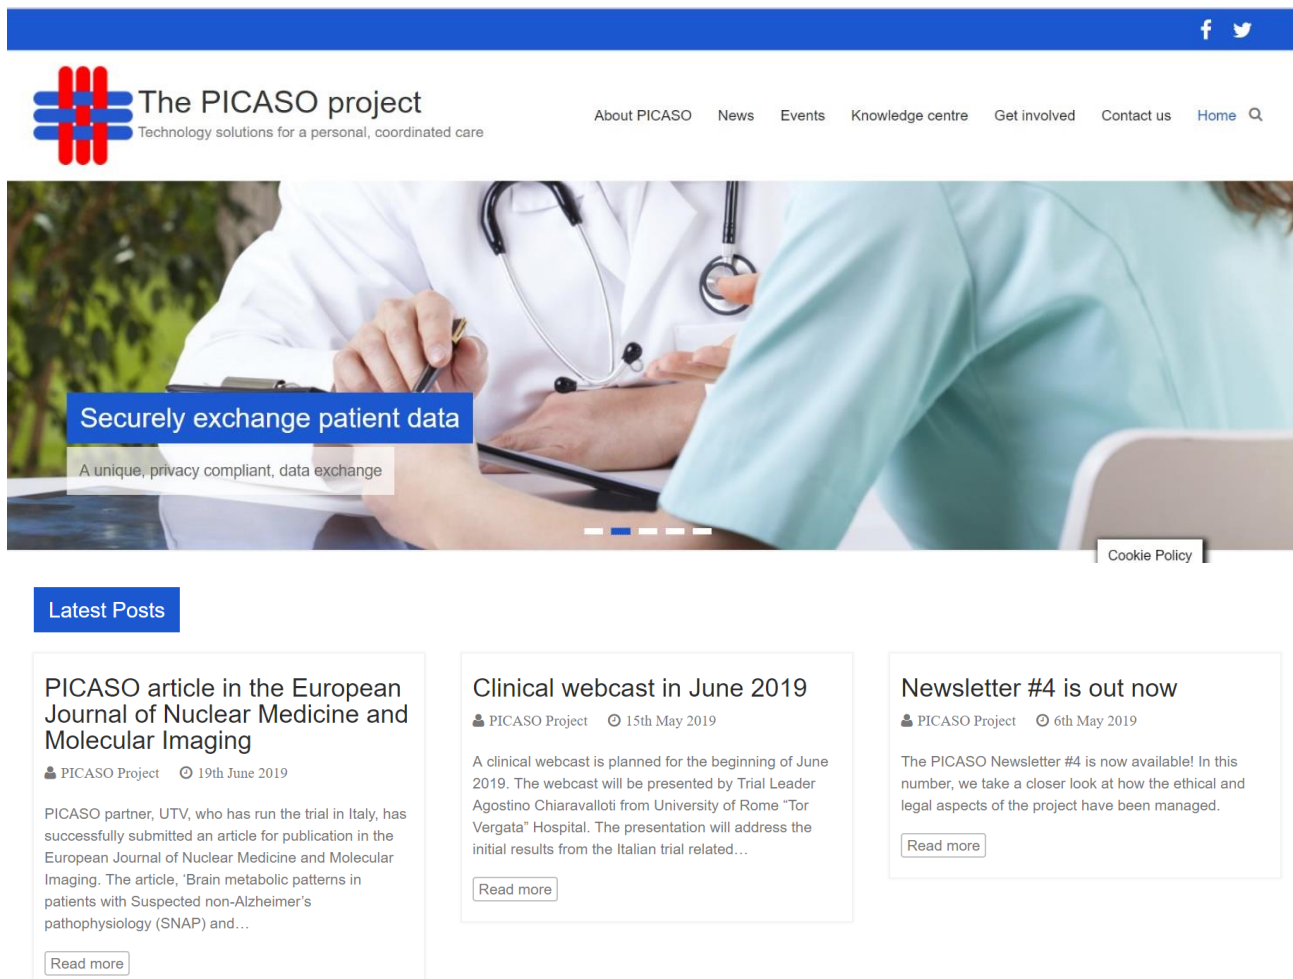 The PICASO project
Technology solutions for a personal, coordinated care
About PICASO News Events Knowledge centre Get involved Contact us Home
Securely exchange patient data
A unique, privacy compliant, data exchange
Cookie Policy
Latest Posts
PICASO article in the European
Journal of Nuclear Medicine and
Molecular Imaging
PICASO Project 19th June 2019
PICASO partner, UTV, who has run the trial in Italy, has
successfully submitted an article for publication in the
European Journal of Nuclear Medicine and Molecular
Imaging. The article, ‘Brain metabolic patterns in
patients with Suspected non-Alzheimer’s
pathophysiology (SNAP) and…
Read more
Clinical webcast in June 2019
PICASO Project 15th May 2019
A clinical webcast is planned for the beginning of June
2019. The webcast will be presented by Trial Leader
Agostino Chiaravalloti from University of Rome “Tor
Vergata” Hospital. The presentation will address the
initial results from the Italian trial related…
Read more
Newsletter #4 is out now
PICASO Project 6th May 2019
The PICASO Newsletter #4 is now available! In this
number, we take a closer look at how the ethical and
legal aspects of the project have been managed.
Read more